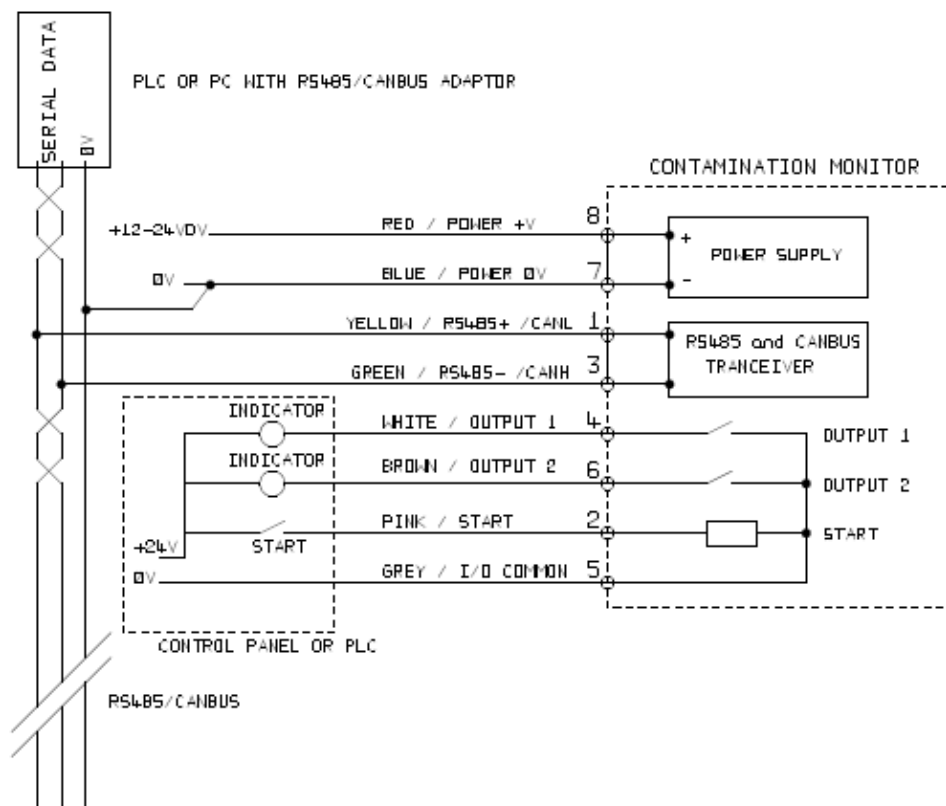 SERIAL DATA
0V
PLC OR PC WITH RS485/CANBUS ADAPTOR
CONTAMINATION MONITOR
+12-24VDV
RED / POWER +V
8
+
POWER SUPPLY
0V
BLUE / POWER 0V
7
-
YELLOW / RS485+ /CANL
1
RS485 and CANBUS
TRANCEIVER
GREEN / RS485- /CANH
3
INDICATOR
WHITE / OUTPUT 1
4
OUTPUT 1
INDICATOR
BROWN / OUTPUT 2
6
OUTPUT 2
PINK / START
2
START
START
+24V
0V
GREY / I/O COMMON
5
CONTROL PANEL OR PLC
RS485/CANBUS